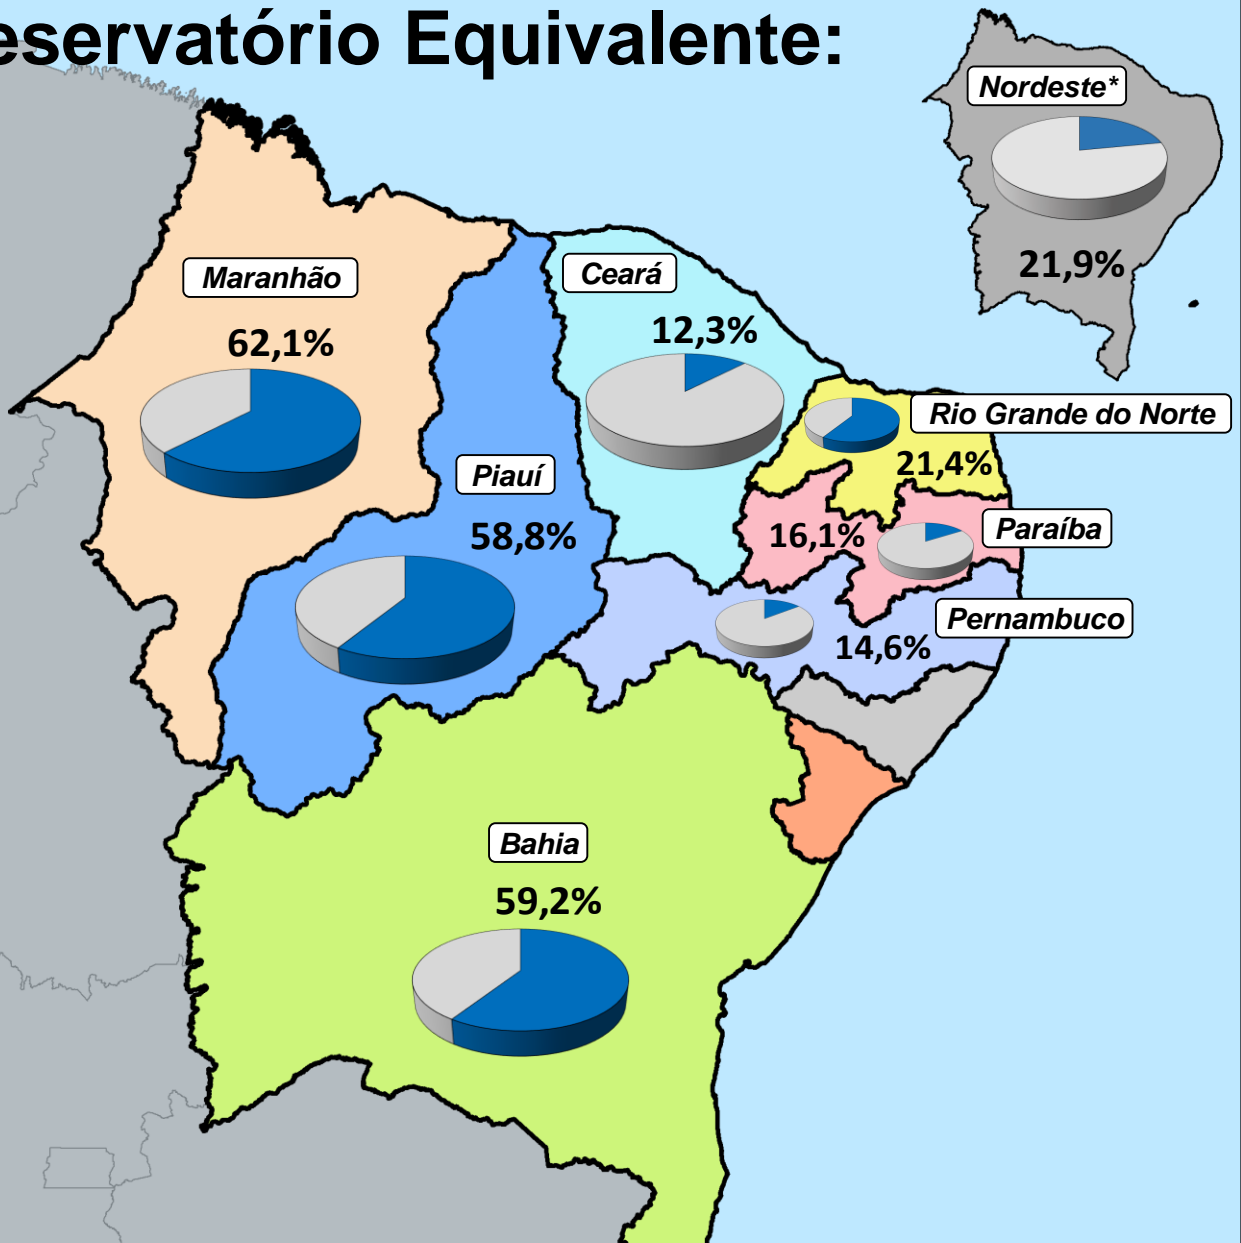 eservatório Equivalente:
Nordeste*
21,9%
Maranhão
62,1%
Ceará
12,3%
Rio Grande do Norte
21,4%
Piauí
58,8%
Paraíba
16,1%
Pernambuco
14,6%
Bahia
59,2%